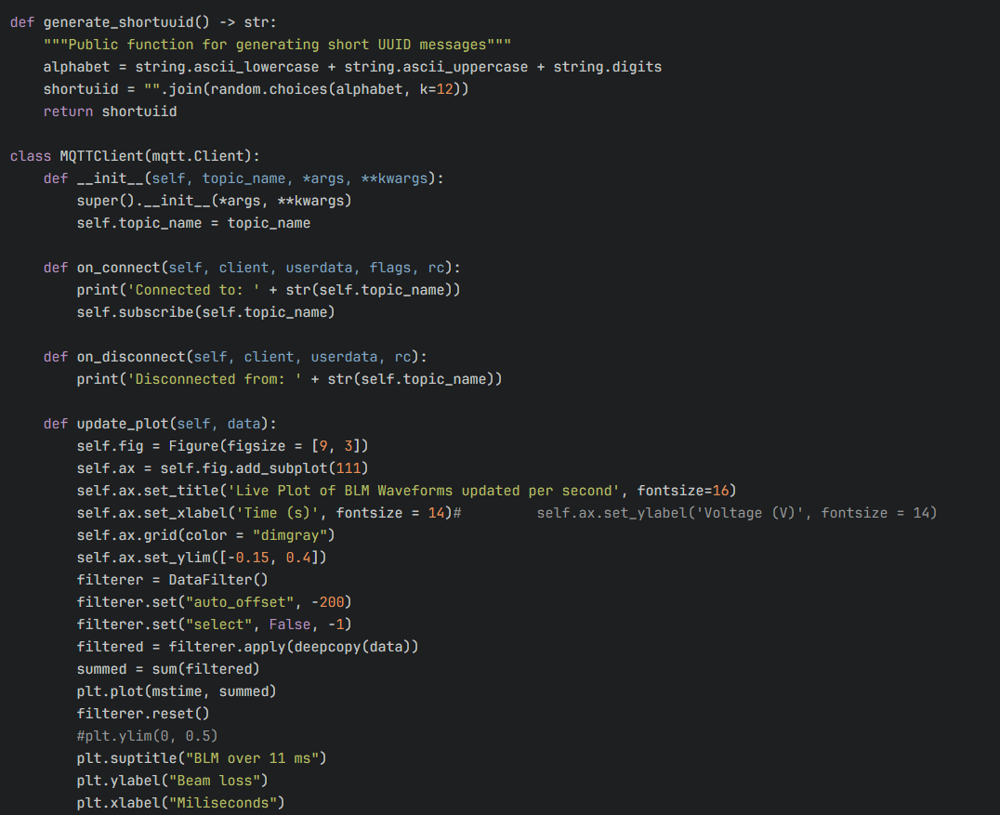 def generate_shortuuid() -> str:
    """Public function for generating short UUID messages"""
    alphabet = string.ascii_lowercase + string.ascii_uppercase + string.digits
    shortuiid = "".join(random.choices(alphabet, k=12))
    return shortuiid

class MQTTClient(mqtt.Client):
    def __init__(self, topic_name, *args, **kwargs):
        super().__init__(*args, **kwargs)
        self.topic_name = topic_name

    def on_connect(self, client, userdata, flags, rc):
        print('Connected to: ' + str(self.topic_name))
        self.subscribe(self.topic_name)

    def on_disconnect(self, client, userdata, rc):
        print('Disconnected from: ' + str(self.topic_name))

    def update_plot(self, data):
        self.fig = Figure(figsize = [9, 3])
        self.ax = self.fig.add_subplot(111)
        self.ax.set_title('Live Plot of BLM Waveforms updated per second', fontsize=16)
        self.ax.set_xlabel('Time (s)', fontsize = 14)#         self.ax.set_ylabel('Voltage (V)', fontsize = 14)
        self.ax.grid(color = "dimgray")
        self.ax.set_ylim([-0.15, 0.4])
        filterer = DataFilter()
        filterer.set("auto_offset", -200)
        filterer.set("select", False, -1)
        filtered = filterer.apply(deepcopy(data))
        summed = sum(filtered)
        plt.plot(mstime, summed)
        filterer.reset()
        #plt.ylim(0, 0.5)
        plt.suptitle("BLM over 11 ms")
        plt.ylabel("Beam loss")
        plt.xlabel("Miliseconds")